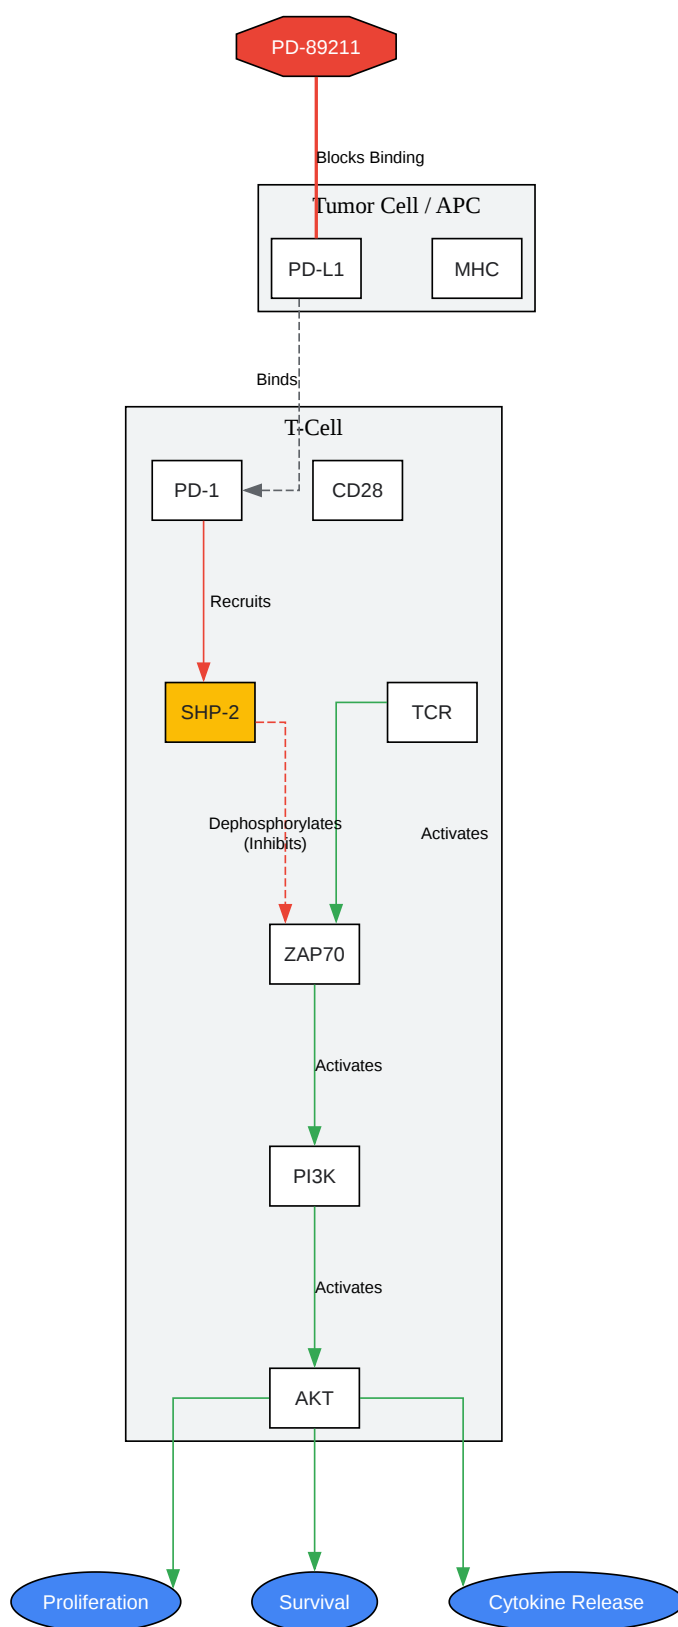 PD-89211
Blocks Binding
Tumor Cell / APC
PD-L1
MHC
Binds
T-Cell
PD-1
CD28
Recruits
SHP-2
TCR
Dephosphorylates
(Inhibits)
Activates
ZAP70
Activates
PI3K
Activates
AKT
Proliferation
Survival
Cytokine Release